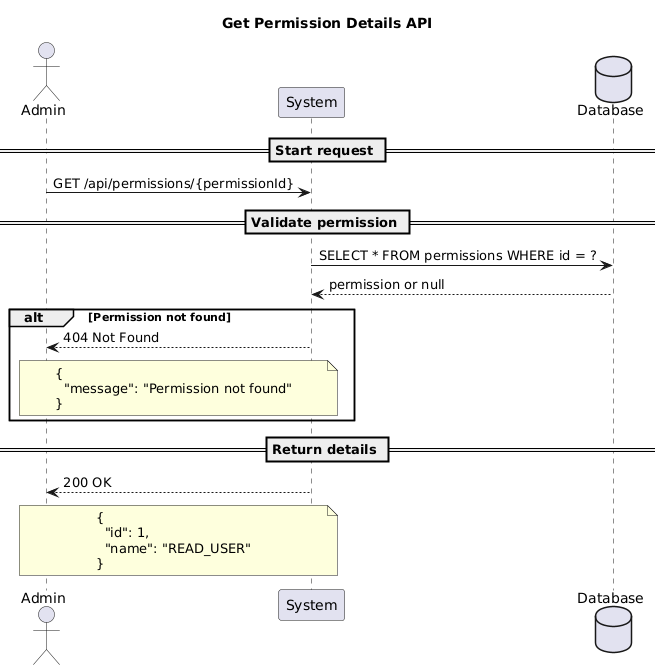 Get Permission Details API
Admin
System
Database
Start request
GET /api/permissions/{permissionId}
Validate permission
SELECT * FROM permissions WHERE id = ?
permission or null
alt [Permission not found]
404 Not Found
{
"message": "Permission not found"
}
Return details
200 OK
{
"id": 1,
"name": "READ_USER"
}
Admin
System
Database